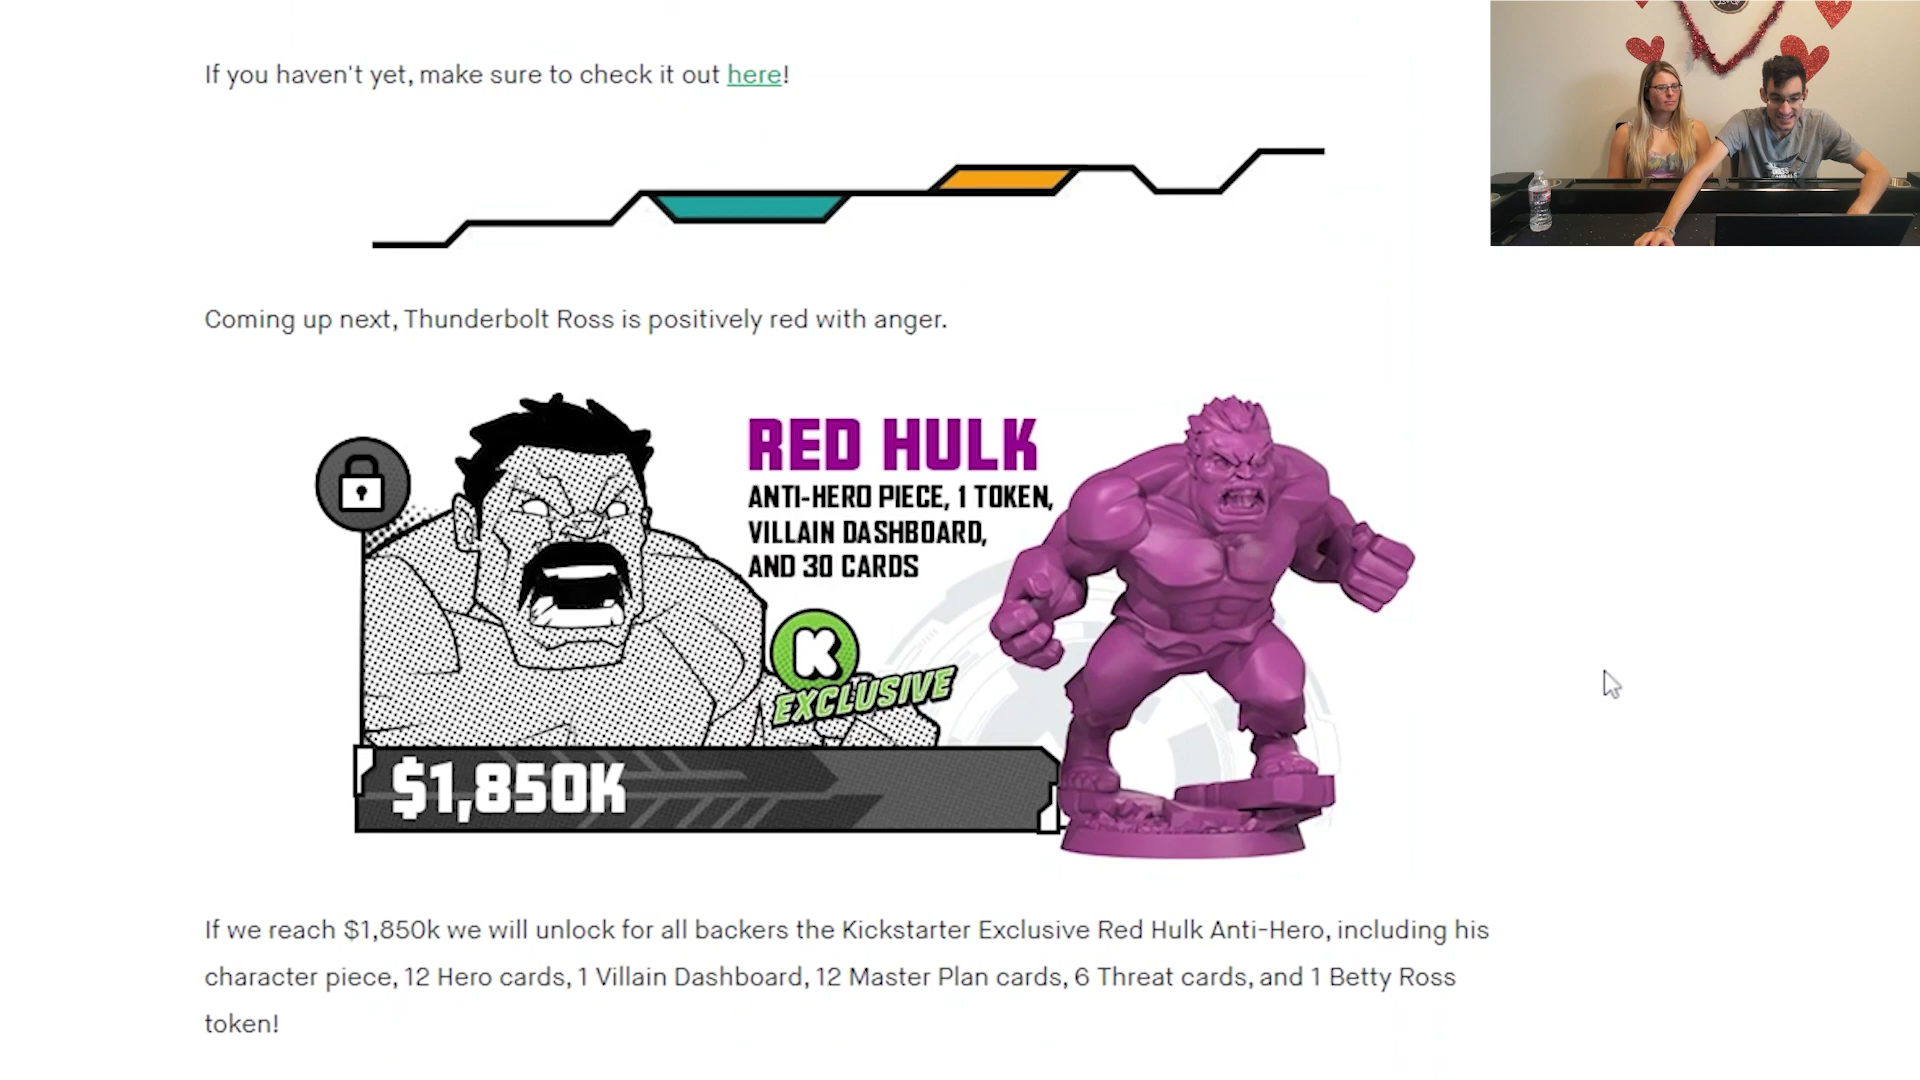 If you haven't yet, make sure to check it out here!
Coming up next, Thunderbolt Ross is positively red with anger.
RED HULK
ANTI-HERO PIECE, 1 TOKEN,
VILLAIN DASHBOARD,
AND 30 CARDS
K
EXCLUSIVE
$1,850K
If we reach $1,850k we will unlock for all backers the Kickstarter Exclusive Red Hulk Anti-Hero, including his
character piece, 12 Hero cards, 1 Villain Dashboard, 12 Master Plan cards, 6 Threat cards, and 1 Betty Ross
token!